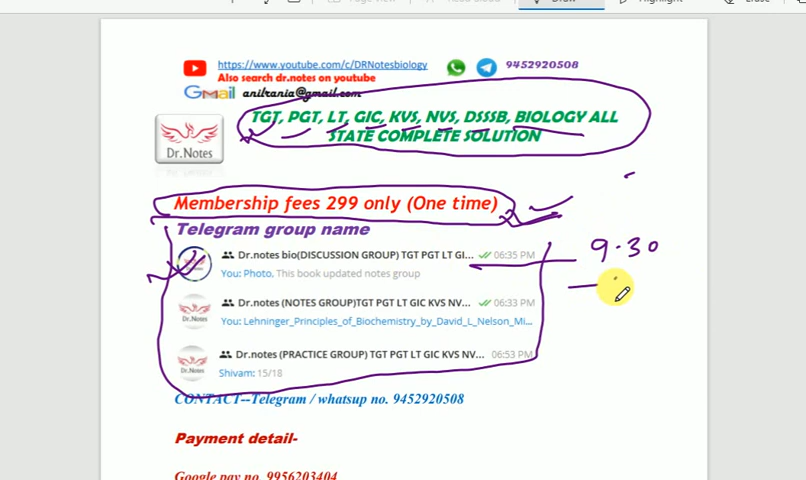 https://www.youtube.com/c/DRNotesbiology
9452920508
Also search dr.notes on youtube
Gmail anilrania@gmail.com
TGT, PGT, LT, GIC, KVS, NVS, DSSSB, BIOLOGY ALL
STATE COMPLETE SOLUTION
Dr.Notes
Membership fees 299 only (One time)
Telegram group name
Dr.notes bio(DISCUSSION GROUP) TGT PGT LT GI... 06:35 PM
You: Photo. This book updated notes group
9.30
Dr.notes (NOTES GROUP)TGT PGT LT GIC KVS NV... 06:33 PM
You: Lehninger_Principles_of_Biochemistry_by_David_L_Nelson_Mi...
Dr.notes (PRACTICE GROUP) TGT PGT LT GIC KVS NV... 06:53 PM
Shivam: 15/18
CONTACT--Telegram / whatsup no. 9452920508
Payment detail-
Google pay no. 9956203404